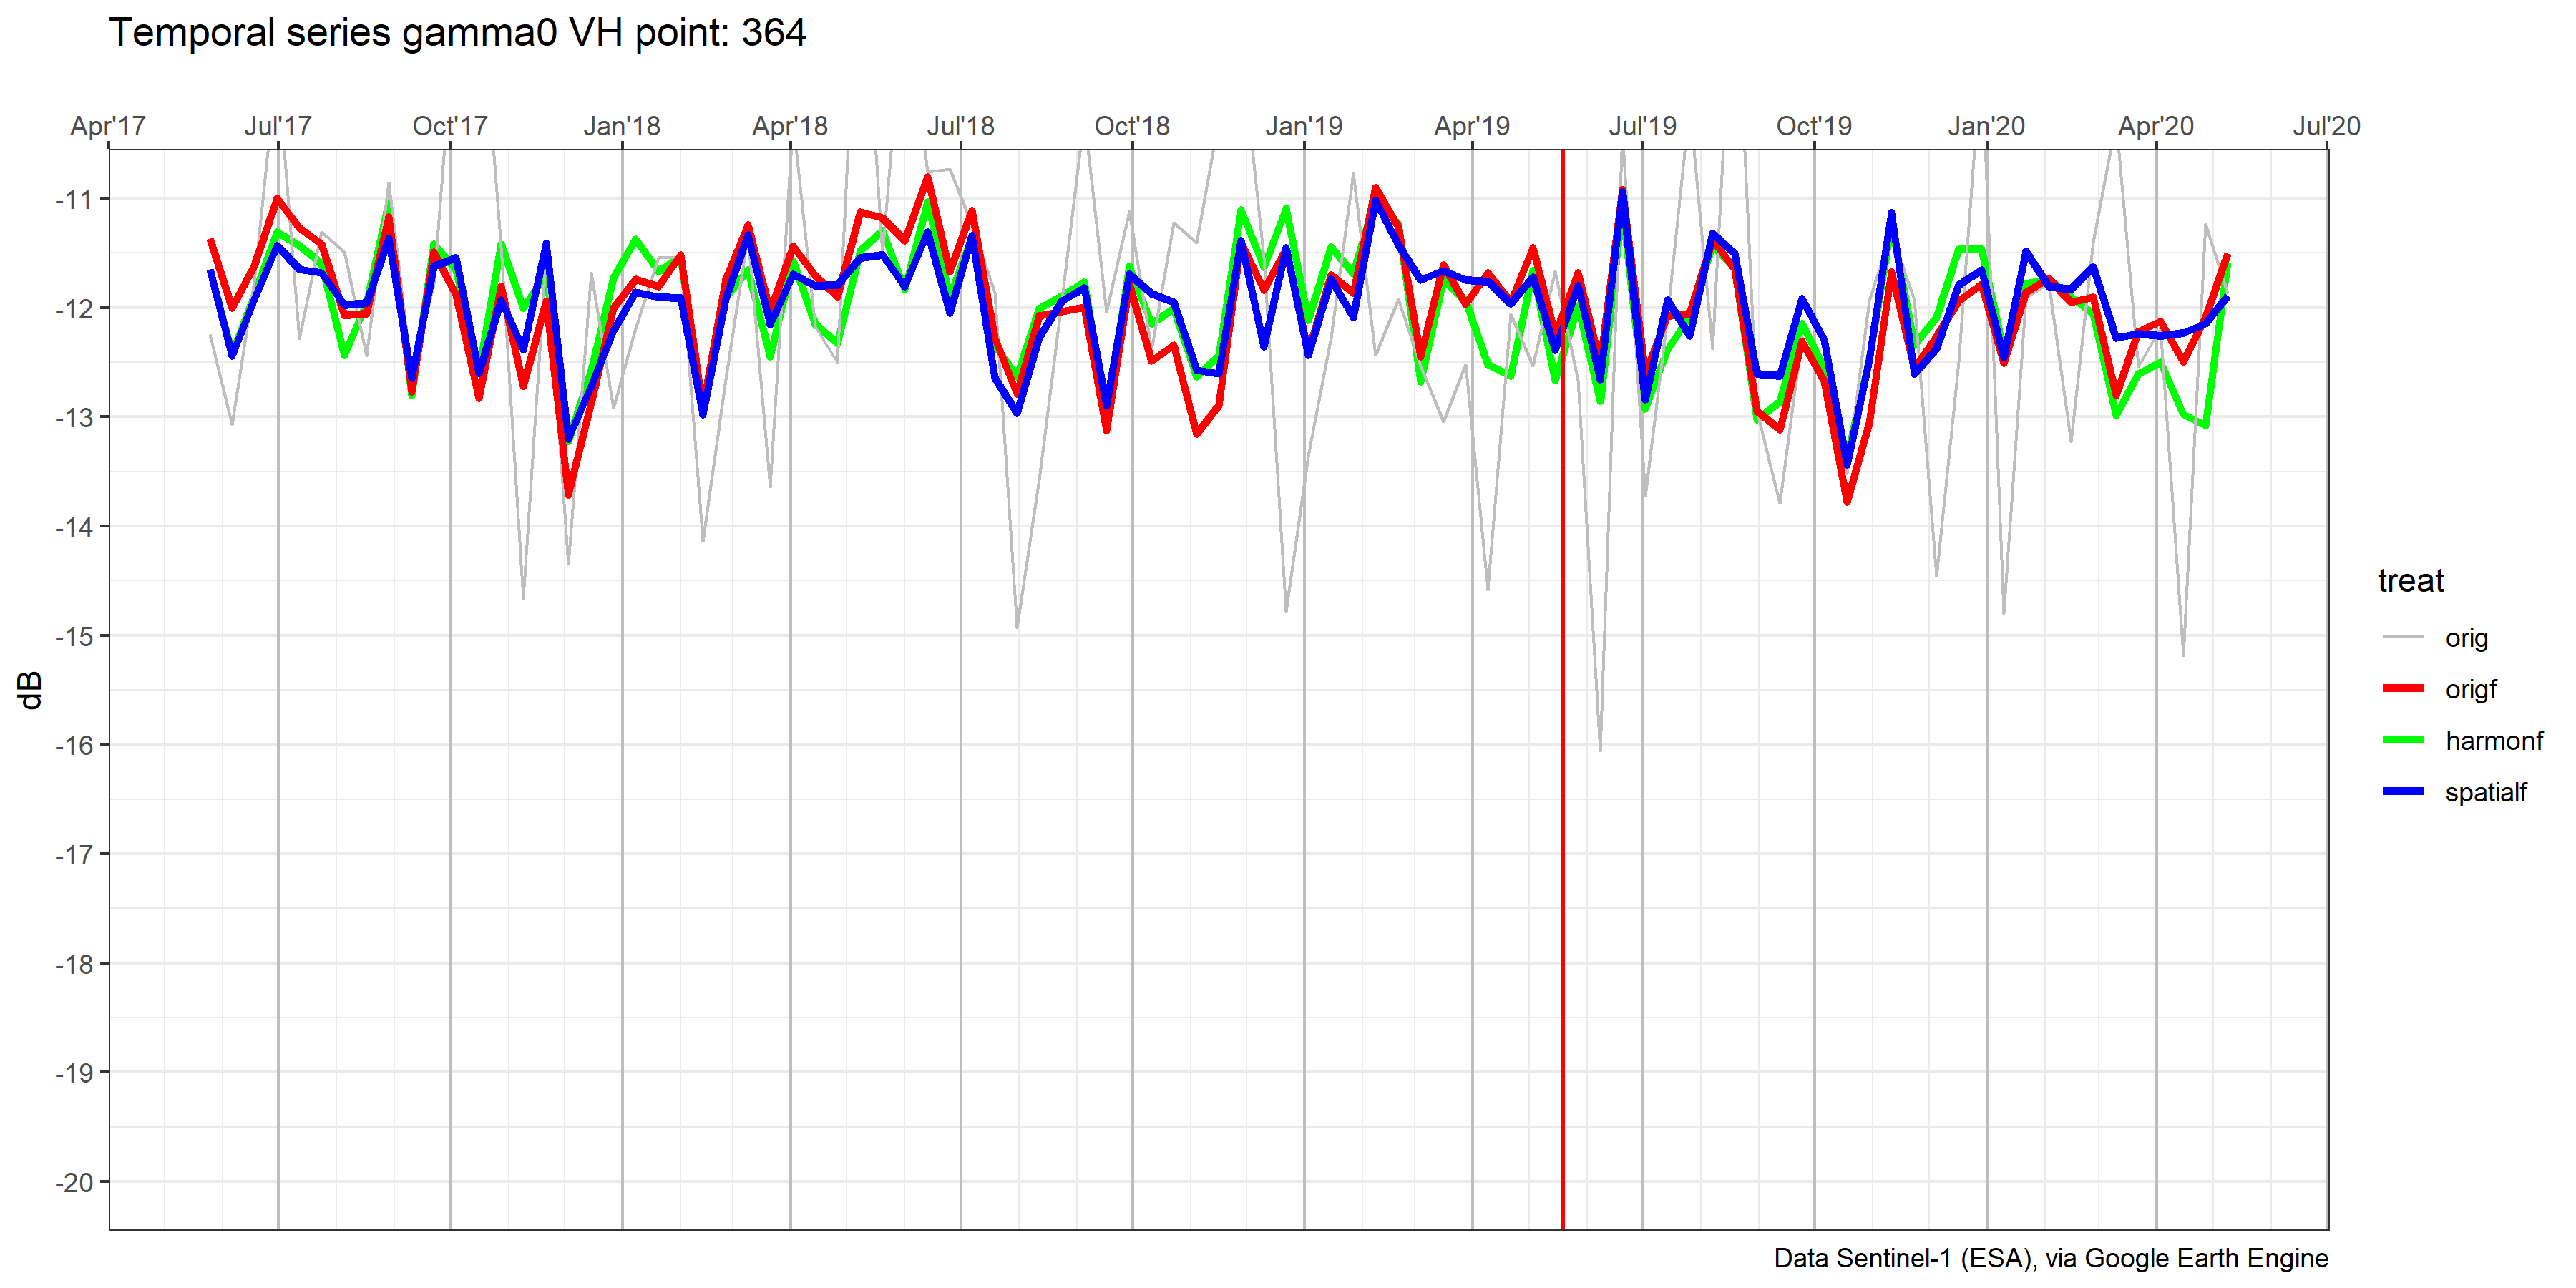 Temporal series gamma0 VH point: 364
Apr'17 Jul'17 Oct'17 Jan'18 Apr'18 Jul'18 Oct'18 Jan'19 Apr'19 Jul'19 Oct'19 Jan'20 Apr'20 Jul'20
-11
-12
-13
-14
-15
-16
-17
-18
-19
-20
dB
treat
orig
origf
harmonf
spatialf
Data Sentinel-1 (ESA), via Google Earth Engine